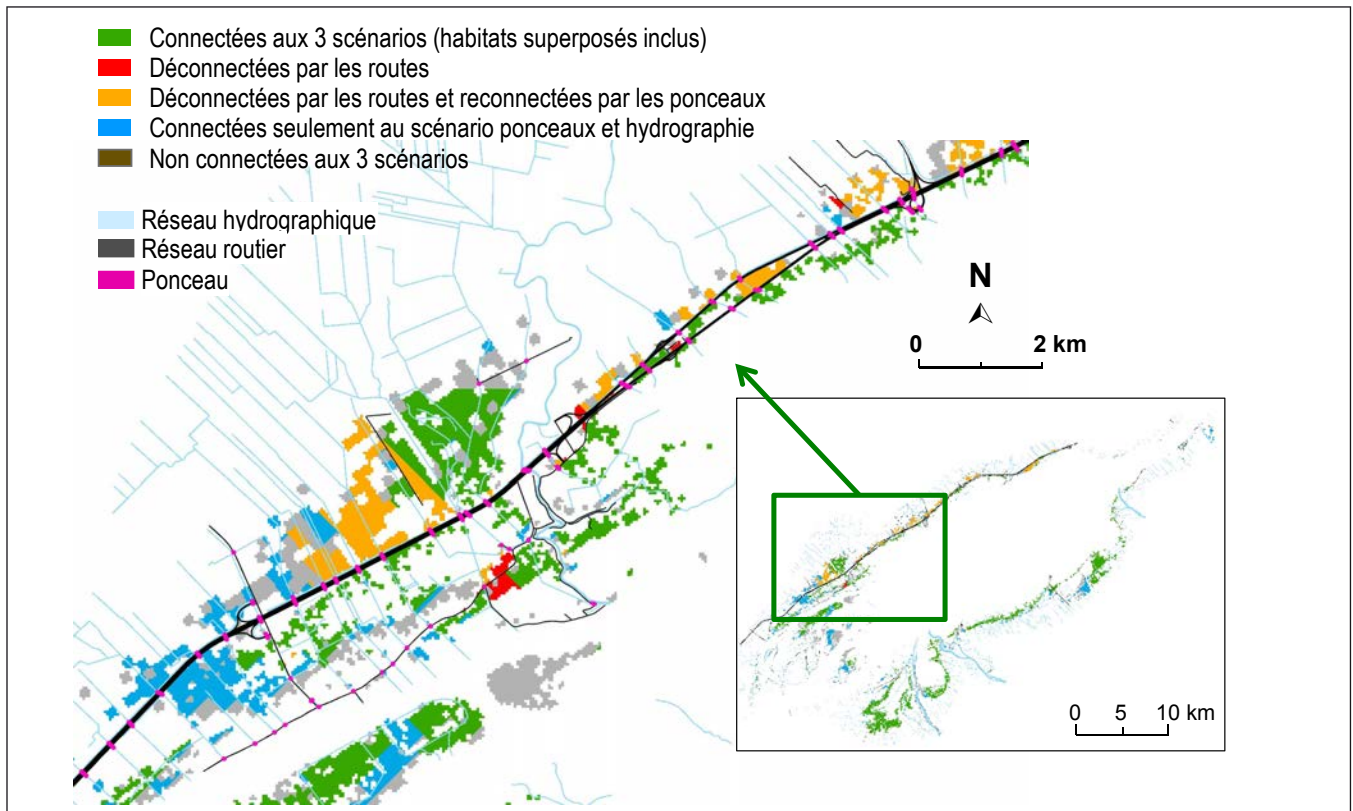 Connectées aux 3 scénarios (habitats superposés inclus)
Déconnectées par les routes
Déconnectées par les routes et reconnectées par les ponceaux
Connectées seulement au scénario ponceaux et hydrographie
Non connectées aux 3 scénarios
Réseau hydrographique
Réseau routier
Ponceau
N
0 2 km
0 5 10 km